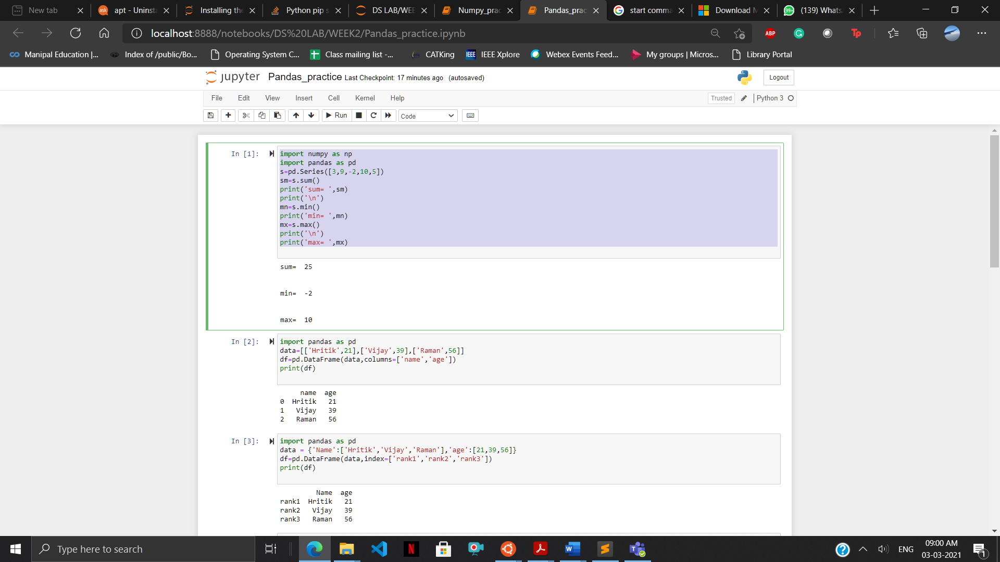 New tab
apt - Uninsta
Installing the
Python pip s
DS LAB/WEE
Numpy_prac
Pandas_prac
start comma
Download M
(139) Whats
localhost:8888/notebooks/DS%20LAB/WEEK2/Pandas_practice.ipynb
Manipal Education |...
Index of /public/Bo...
Operating System C...
Class mailing list -...
CATKing
IEEE Xplore
Webex Events Feed...
My groups | Micros...
Library Portal
jupyter Pandas_practice Last Checkpoint: 17 minutes ago (autosaved)
Logout
File Edit View Insert Cell Kernel Help
Trusted
Python 3
Run
Code
In [1]:
import numpy as np
import pandas as pd
s=pd.Series([3,9,-2,10,5])
sm=s.sum()
print('sum= ',sm)
print('\n')
mn=s.min()
print('min= ',mn)
mx=s.max()
print('\n')
print('max= ',mx)
sum=  25
min=  -2
max=  10
In [2]:
import pandas as pd
data=[['Hritik',21],['Vijay',39],['Raman',56]]
df=pd.DataFrame(data,columns=['name','age'])
print(df)
name  age
0  Hritik   21
1   Vijay   39
2   Raman   56
In [3]:
import pandas as pd
data = {'Name':['Hritik','Vijay','Raman'],'age':[21,39,56]}
df=pd.DataFrame(data,index=['rank1','rank2','rank3'])
print(df)
Name  age
rank1  Hritik   21
rank2   Vijay   39
rank3   Raman   56
Type here to search
ENG
09:00 AM
03-03-2021
1